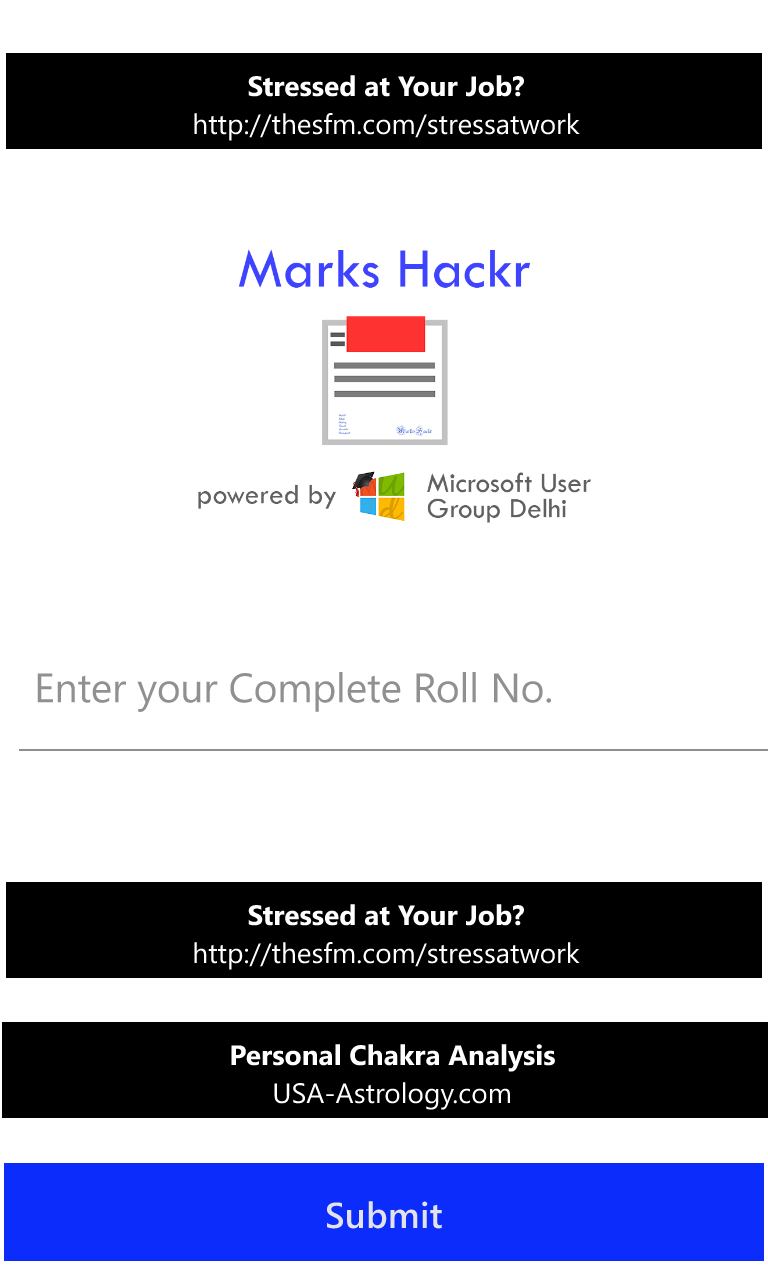 Stressed at Your Job?
http://thesfm.com/stressatwork
Marks Hackr
powered by
Microsoft User
Group Delhi
Enter your Complete Roll No.
Stressed at Your Job?
http://thesfm.com/stressatwork
Personal Chakra Analysis
USA-Astrology.com
Submit